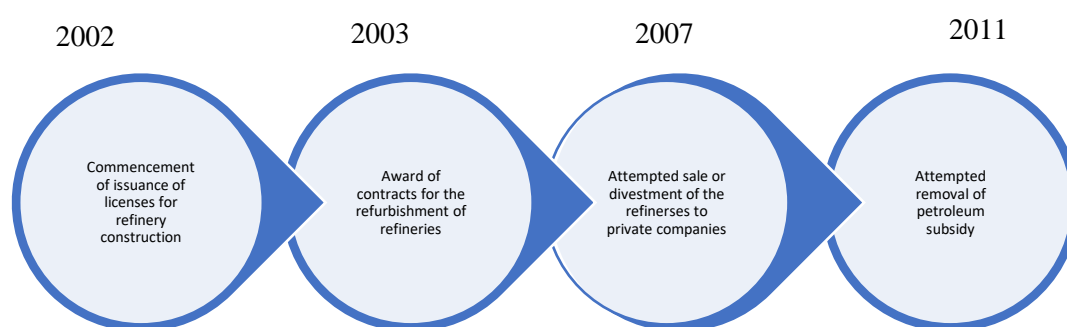 2002
2003
2007
2011
Commencement
of issuance of
licenses for
refinery
construction
Award of
contracts for the
refurbishment of
refineries
Attempted sale or
divestment of the
refinerses to
private companies
Attempted
removal of
petroleum
subsidy